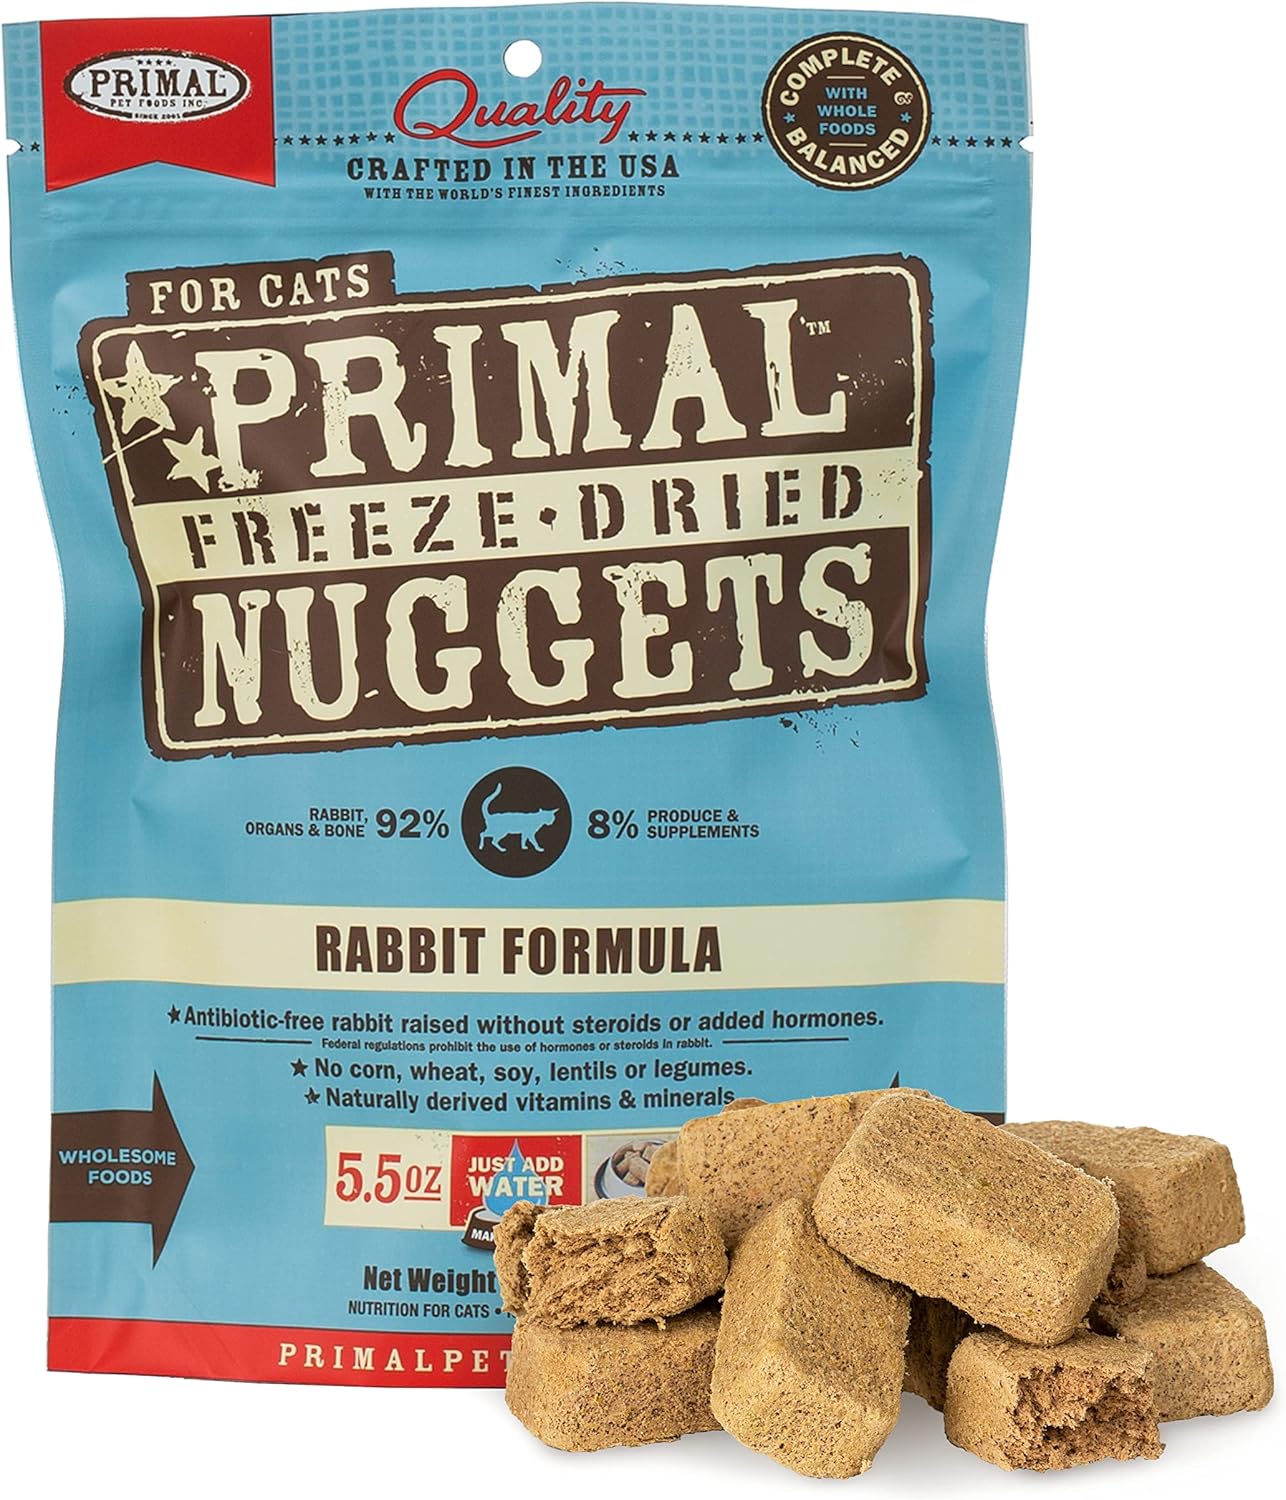 PRIMAL
PET FOODS INC.
SINCE 2001
Quality
CRAFTED IN THE USA
WITH THE WORLD'S FINEST INGREDIENTS
COMPLETE &
WITH
WHOLE
FOODS
BALANCED
FOR CATS
PRIMAL™
FREEZE·DRIED
NUGGETS
RABBIT,
ORGANS & BONE 92%
8% PRODUCE &
SUPPLEMENTS
RABBIT FORMULA
★Antibiotic-free rabbit raised without steroids or added hormones.
Federal regulations prohibit the use of hormones or steroids in rabbit.
★ No corn, wheat, soy, lentils or legumes.
★ Naturally derived vitamins & minerals
WHOLESOME
FOODS
5.5 OZ
JUST ADD
WATER
Net Weight
NUTRITION FOR CATS •
PRIMALPET